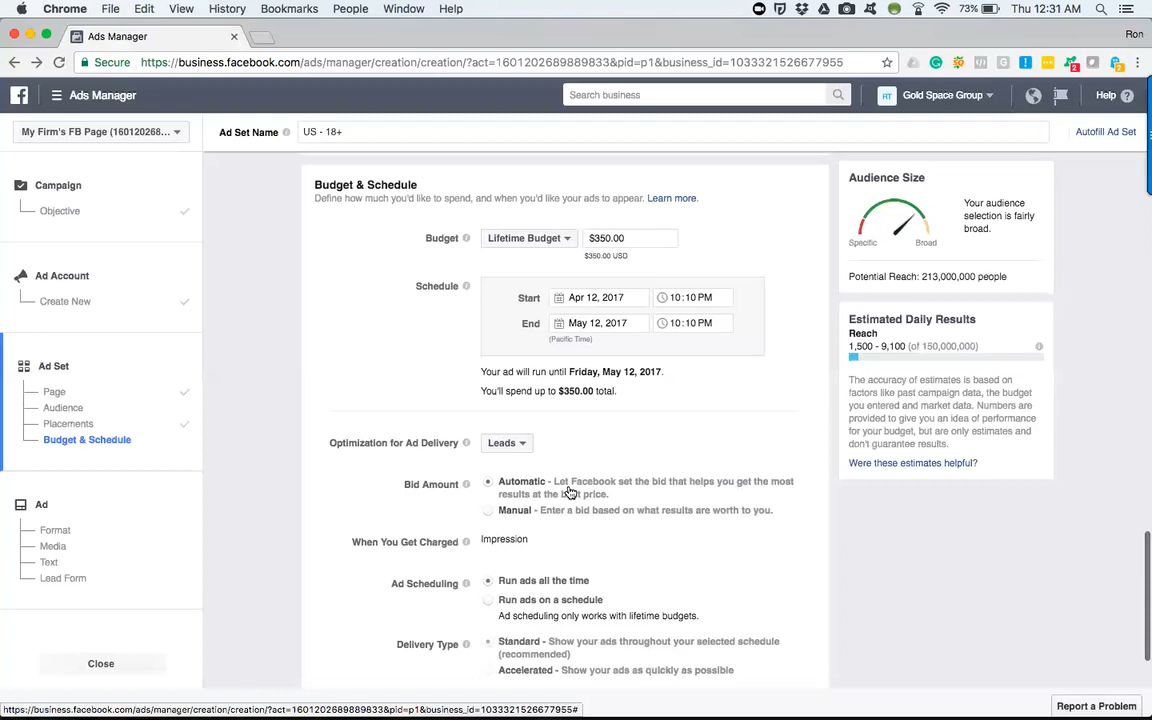 Chrome File Edit View History Bookmarks People Window Help 73% Thu 12:31 AM
Ads Manager Ron
Secure https://business.facebook.com/ads/manager/creation/creation/?act=1601202689889833&pid=p1&business_id=1033321526677955
Ads Manager Search business RT Gold Space Group Help
My Firm's FB Page (160120268... Ad Set Name US - 18+ Autofill Ad Set
Campaign
Objective
Ad Account
Create New
Ad Set
Page
Audience
Placements
Budget & Schedule
Ad
Format
Media
Text
Lead Form
Close
Budget & Schedule
Define how much you'd like to spend, and when you'd like your ads to appear. Learn more.
Budget Lifetime Budget $350.00
$350.00 USD
Schedule
Start Apr 12, 2017 10:10PM
End May 12, 2017 10:10PM
(Pacific Time)
Your ad will run until Friday, May 12, 2017.
You'll spend up to $350.00 total.
Optimization for Ad Delivery Leads
Bid Amount Automatic - Let Facebook set the bid that helps you get the most
results at the best price.
Manual - Enter a bid based on what results are worth to you.
When You Get Charged Impression
Ad Scheduling Run ads all the time
Run ads on a schedule
Ad scheduling only works with lifetime budgets.
Delivery Type Standard - Show your ads throughout your selected schedule
(recommended)
Accelerated - Show your ads as quickly as possible
Audience Size
Your audience
selection is fairly
broad.
Specific Broad
Potential Reach: 213,000,000 people
Estimated Daily Results
Reach
1,500 - 9,100 (of 150,000,000)
The accuracy of estimates is based on
factors like past campaign data, the budget
you entered and market data. Numbers are
provided to give you an idea of performance
for your budget, but are only estimates and
don't guarantee results.
Were these estimates helpful?
https://business.facebook.com/ads/manager/creation/creation/?act=1601202689889833&pid=p1&business_id=1033321526677955#
Report a Problem